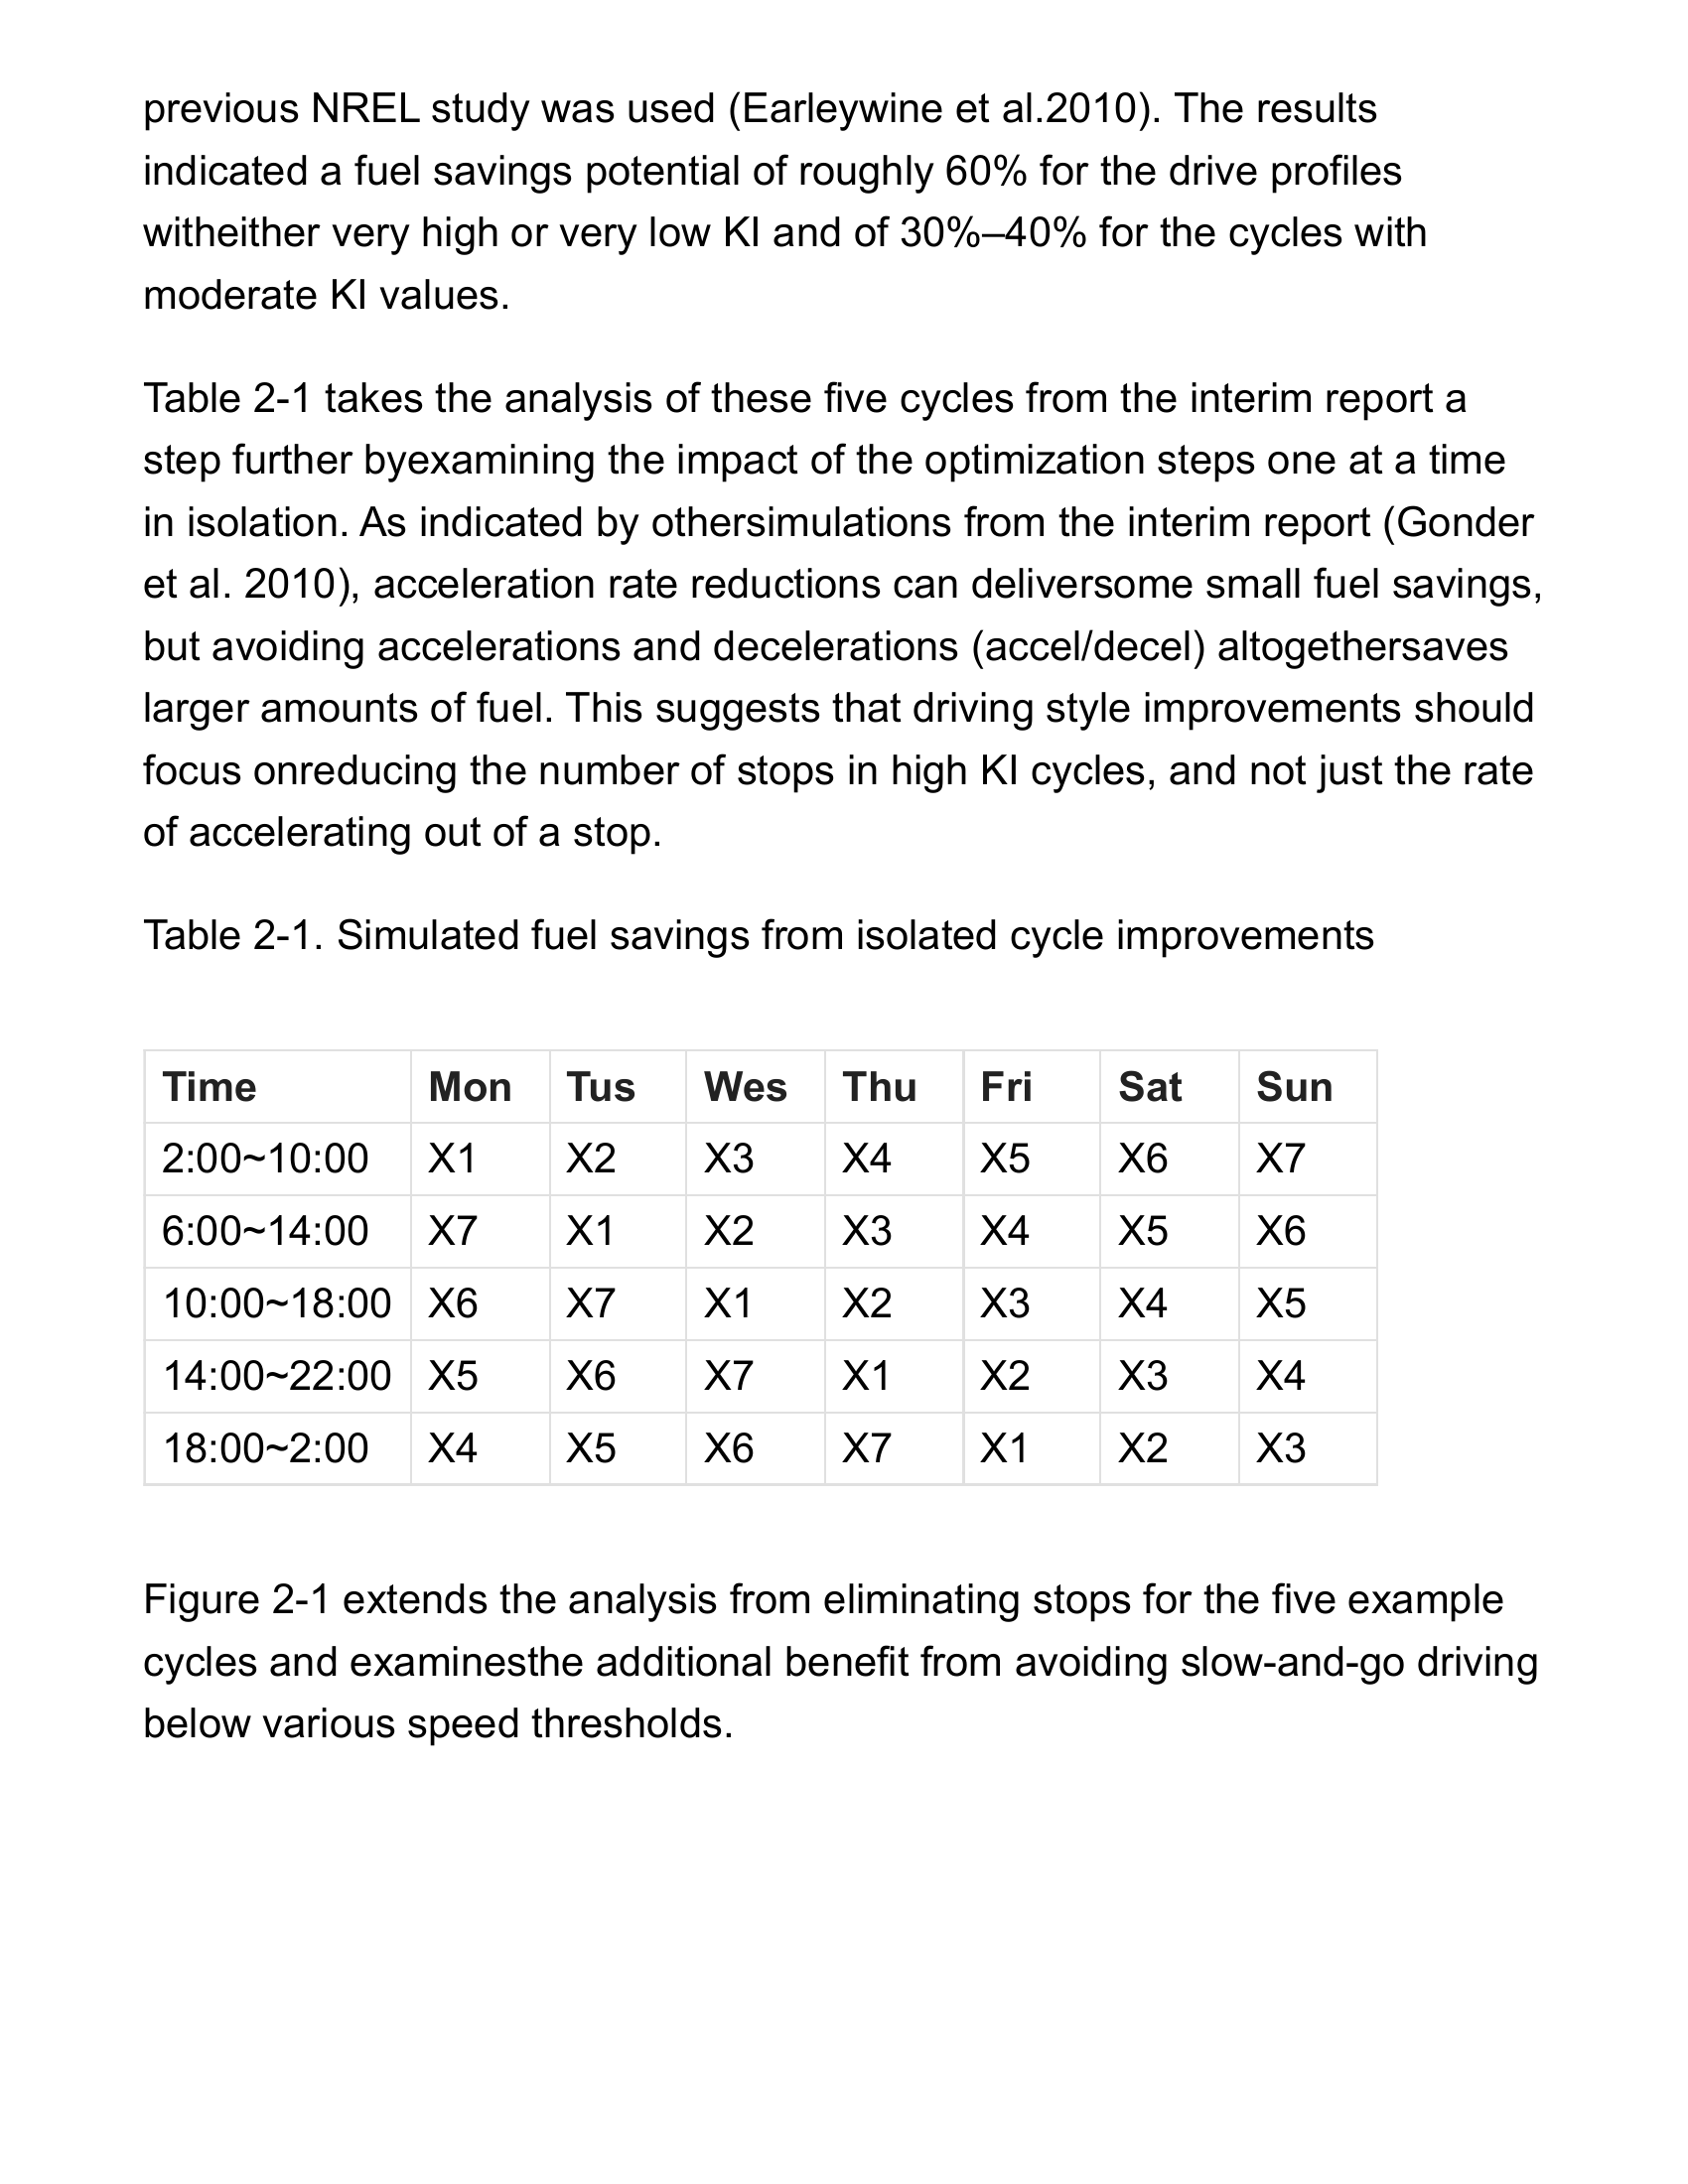 previous NREL study was used (Earleywine et al.2010). The results
indicated a fuel savings potential of roughly 60% for the drive profiles
witheither very high or very low KI and of 30%–40% for the cycles with
moderate KI values.
Table 2-1 takes the analysis of these five cycles from the interim report a
step further byexamining the impact of the optimization steps one at a time
in isolation. As indicated by othersimulations from the interim report (Gonder
et al. 2010), acceleration rate reductions can deliversome small fuel savings,
but avoiding accelerations and decelerations (accel/decel) altogethersaves
larger amounts of fuel. This suggests that driving style improvements should
focus onreducing the number of stops in high KI cycles, and not just the rate
of accelerating out of a stop.
Table 2-1. Simulated fuel savings from isolated cycle improvements
Time Mon Tus Wes Thu Fri Sat Sun
2:00~10:00 X1 X2 X3 X4 X5 X6 X7
6:00~14:00 X7 X1 X2 X3 X4 X5 X6
10:00~18:00 X6 X7 X1 X2 X3 X4 X5
14:00~22:00 X5 X6 X7 X1 X2 X3 X4
18:00~2:00 X4 X5 X6 X7 X1 X2 X3
Figure 2-1 extends the analysis from eliminating stops for the five example
cycles and examinesthe additional benefit from avoiding slow-and-go driving
below various speed thresholds.